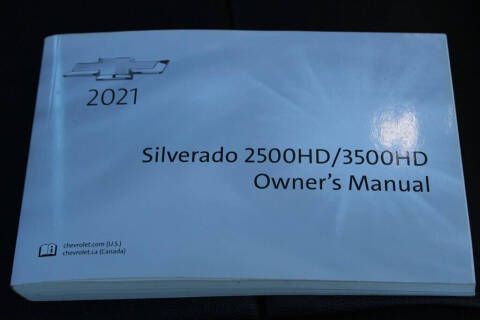 2021
Silverado 2500HD/3500HD
Owner's Manual
chevrolet.com (U.S.)
chevrolet.ca (Canada)